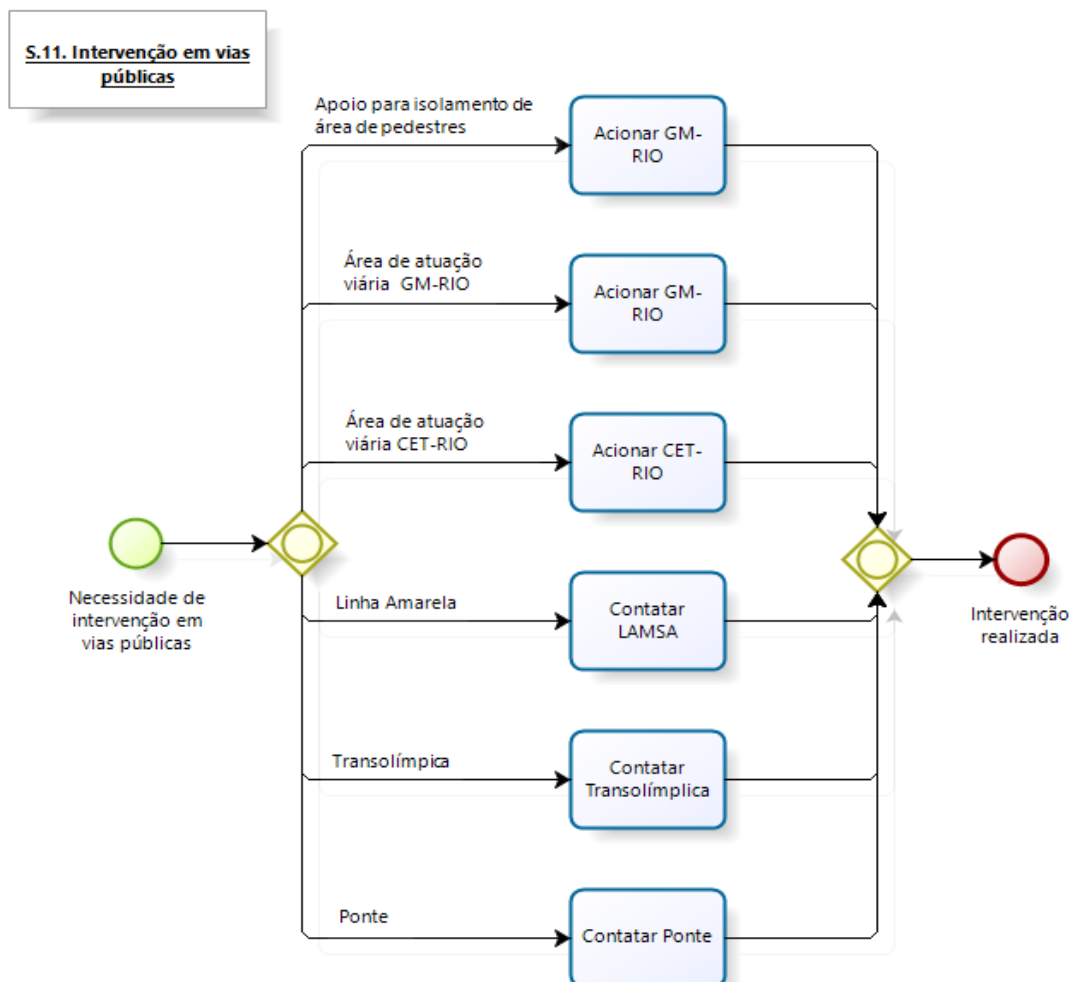 S.11. Intervenção em vias
públicas
Apoio para isolamento de
área de pedestres
Acionar GM-
RIO
Área de atuação
viária  GM-RIO
Acionar GM-
RIO
Área de atuação
viária CET-RIO
Acionar CET-
RIO
Necessidade de
intervenção em
vias públicas
Linha Amarela
Contatar
LAMSA
Intervenção
realizada
Transolímpica
Contatar
Transolímplica
Ponte
Contatar Ponte